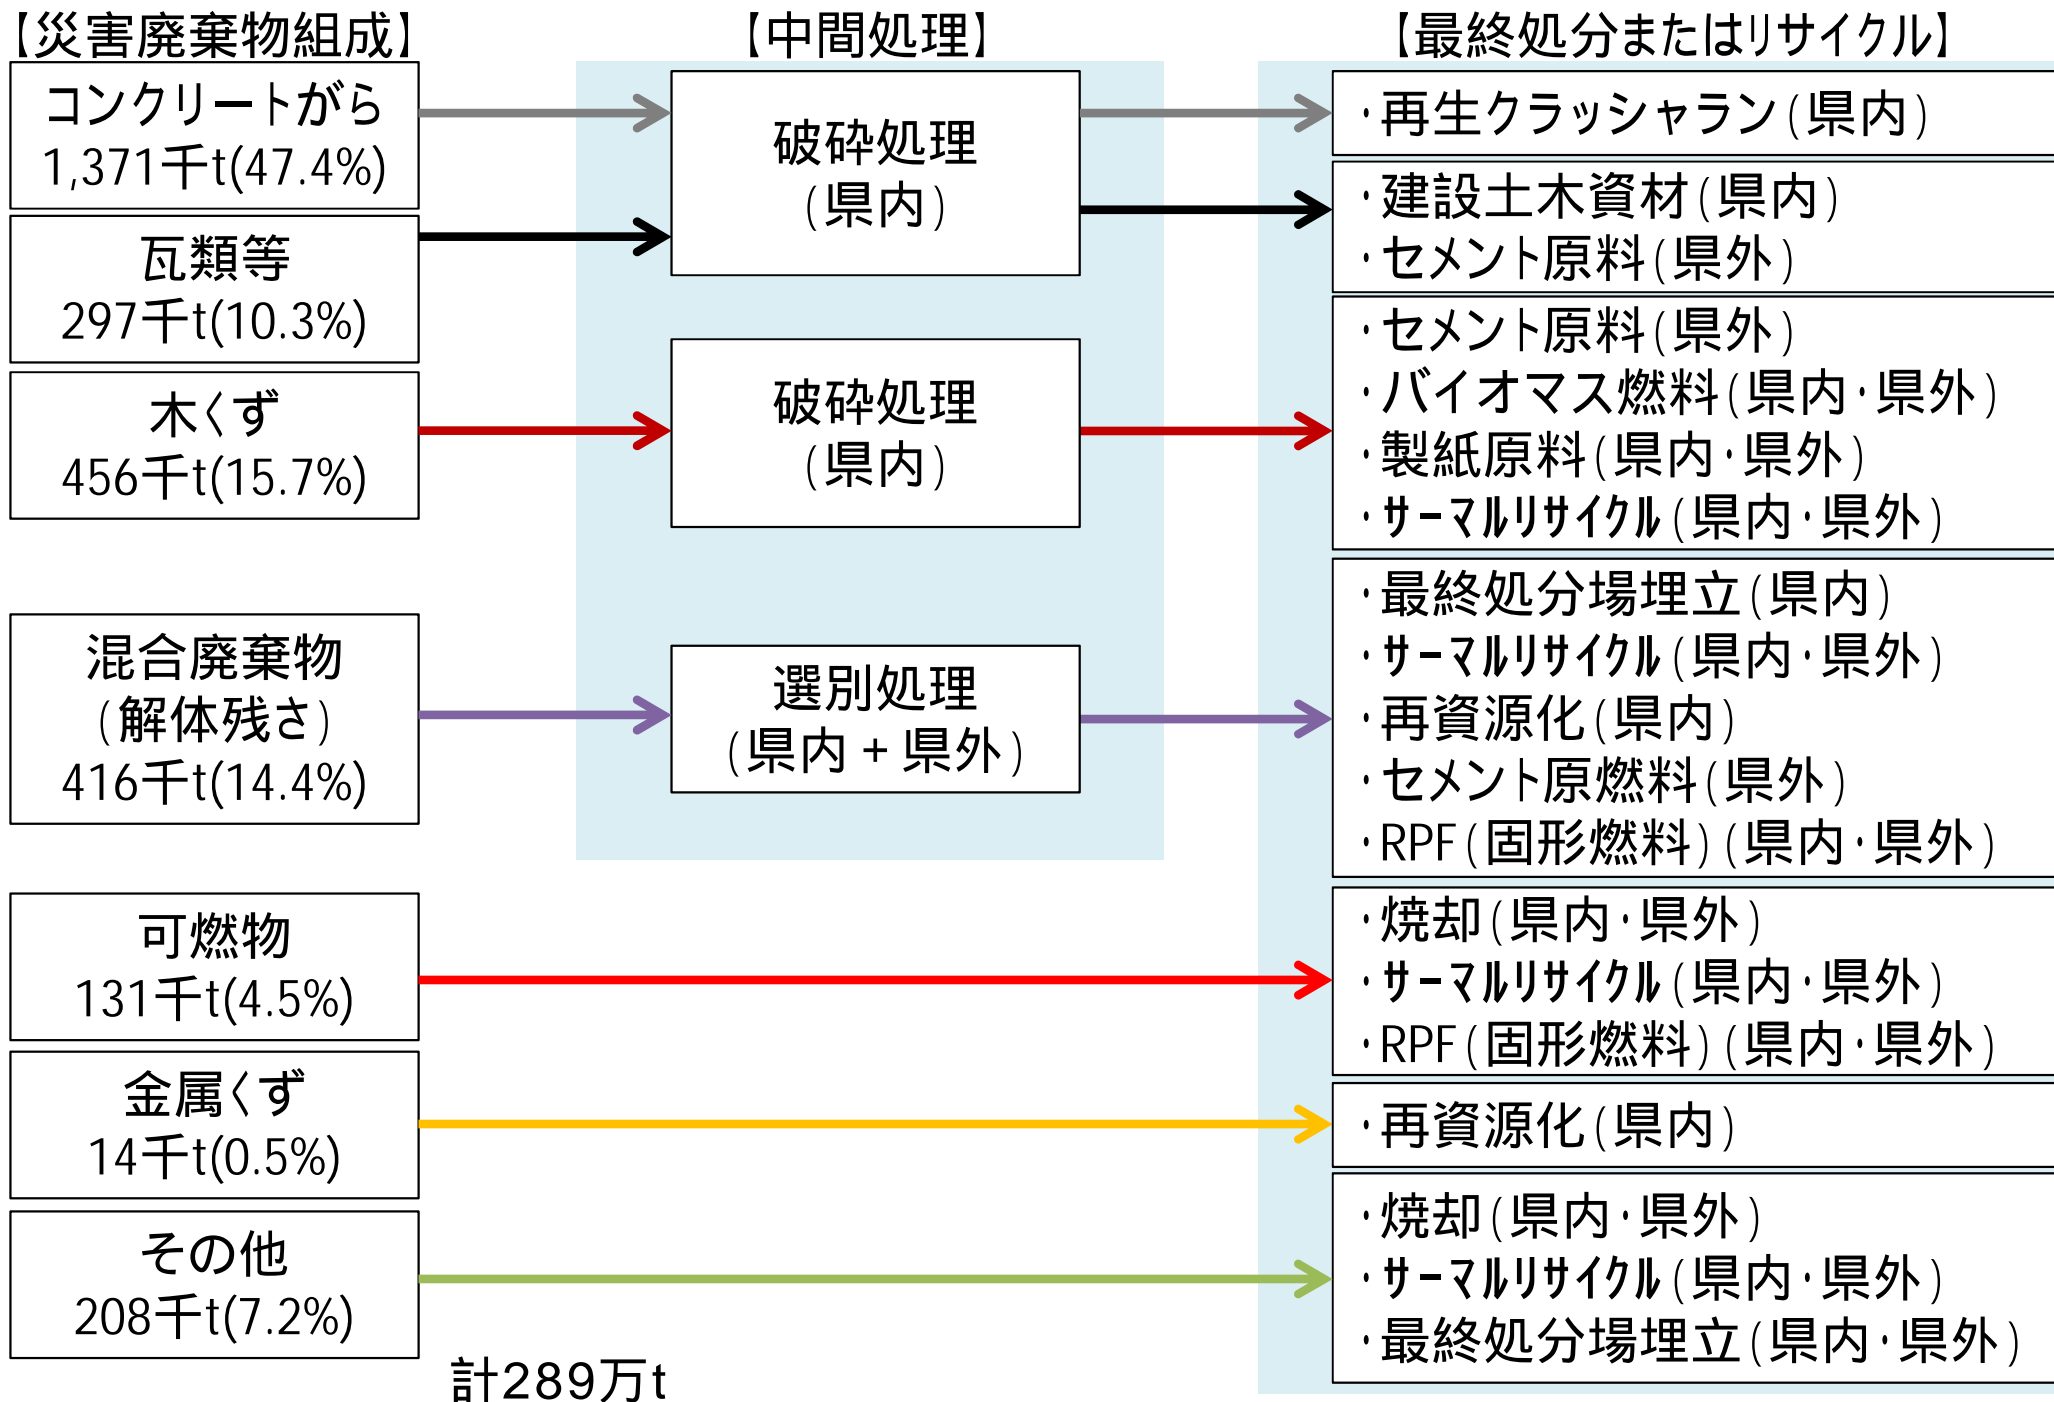 【災害廃棄物組成】
コンクリートがら
1,371千t(47.4%)
瓦類等
297千t(10.3%)
木くず
456千t(15.7%)
混合廃棄物
(解体残さ)
416千t(14.4%)
可燃物
131千t(4.5%)
金属くず
14千t(0.5%)
その他
208千t(7.2%)
計289万t
【中間処理】
破砕処理
(県内)
破砕処理
(県内)
選別処理
(県内+県外)
【最終処分またはリサイクル】
・再生クラッシャラン(県内)
・建設土木資材(県内)
・セメント原料(県外)
・セメント原料(県外)
・バイオマス燃料(県内・県外)
・製紙原料(県内・県外)
・サーマルリサイクル(県内・県外)
・最終処分場埋立(県内)
・サーマルリサイクル(県内・県外)
・再資源化(県内)
・セメント原燃料(県外)
・RPF(固形燃料)(県内・県外)
・焼却(県内・県外)
・サーマルリサイクル(県内・県外)
・RPF(固形燃料)(県内・県外)
・再資源化(県内)
・焼却(県内・県外)
・サーマルリサイクル(県内・県外)
・最終処分場埋立(県内・県外)